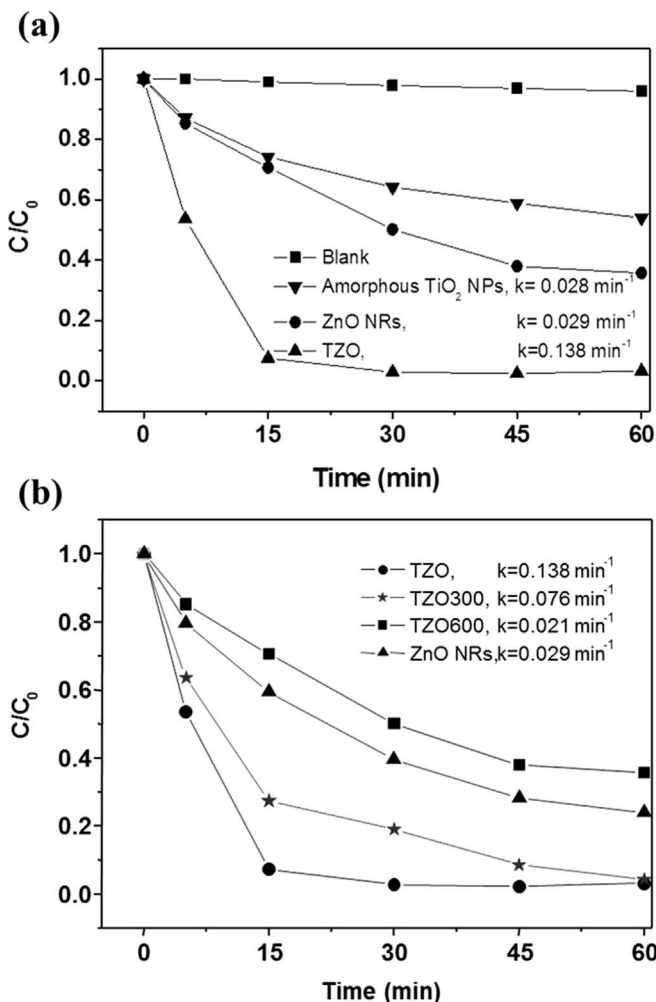 (a)
1.0
0.8
0.6
0.4
0.2
0.0
C/C₀
Blank
Amorphous TiO₂ NPs, k= 0.028 min⁻¹
ZnO NRs, k= 0.029 min⁻¹
TZO, k=0.138 min⁻¹
0 15 30 45 60
Time (min)
(b)
1.0
0.8
0.6
0.4
0.2
0.0
C/C₀
TZO, k=0.138 min⁻¹
TZO300, k=0.076 min⁻¹
TZO600, k=0.021 min⁻¹
ZnO NRs,k=0.029 min⁻¹
0 15 30 45 60
Time (min)